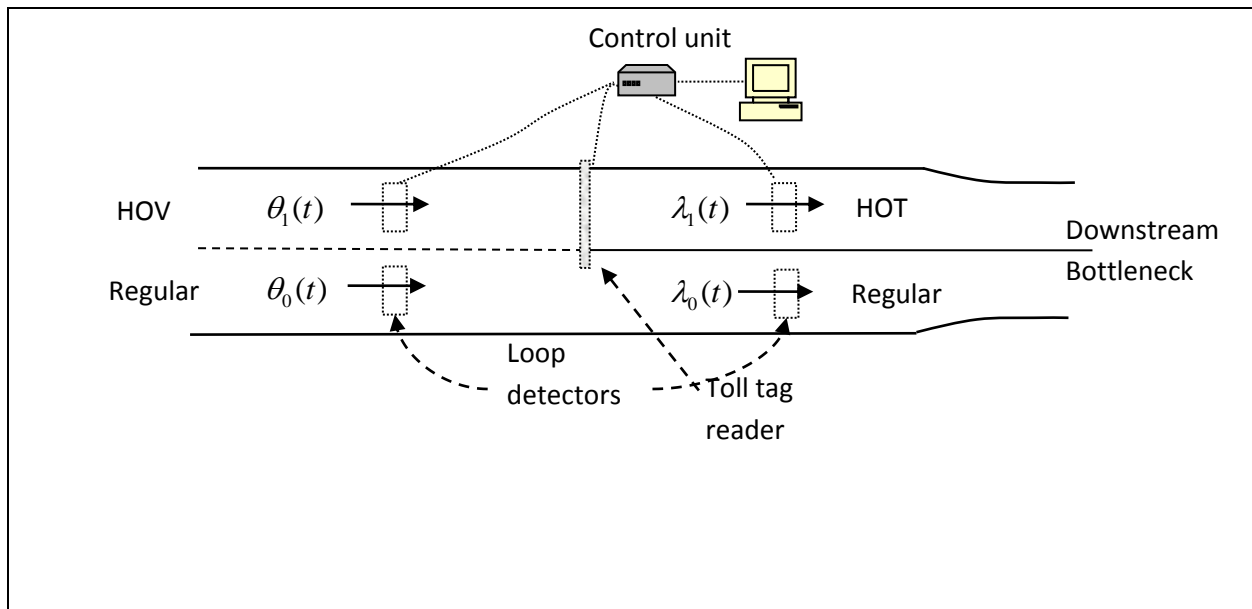 Control unit
HOV
θ₁(t)
λ₁(t)
HOT
Downstream
Bottleneck
Regular
θ₀(t)
λ₀(t)
Regular
Loop
detectors
Toll tag
reader